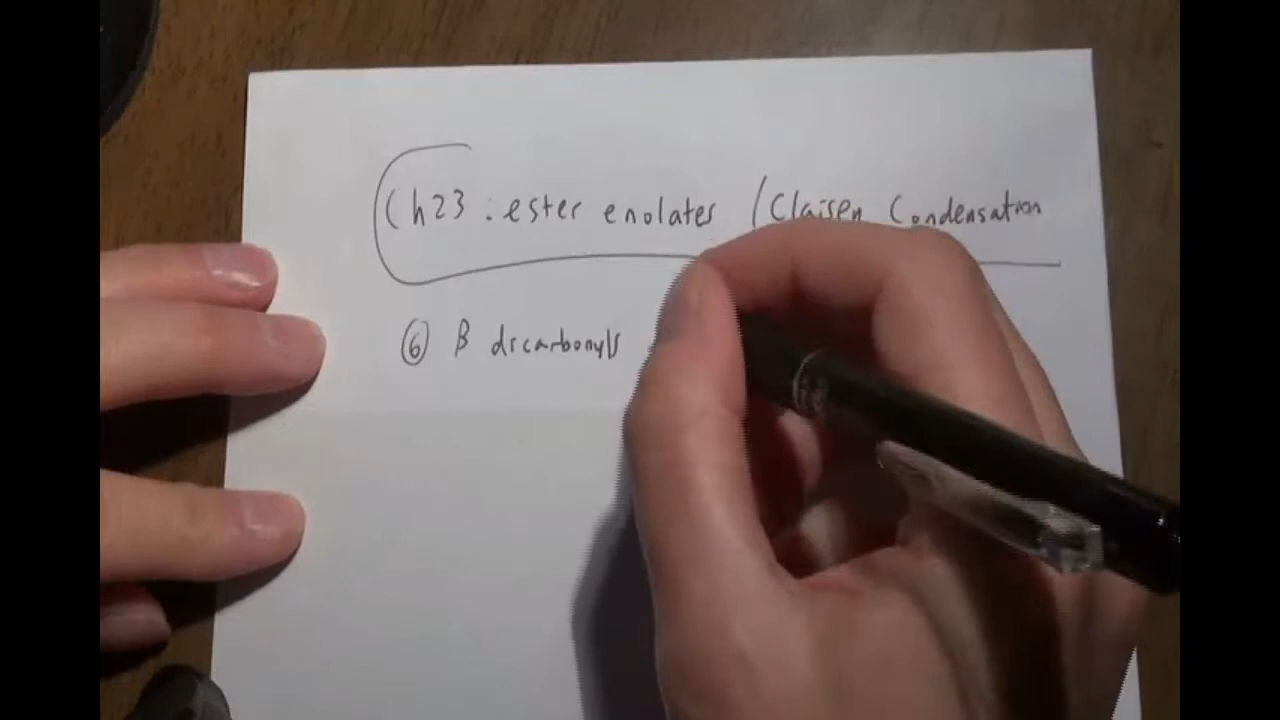 Ch23 : ester enolates / Claisen Condensation
⑥ β dicarbonyls